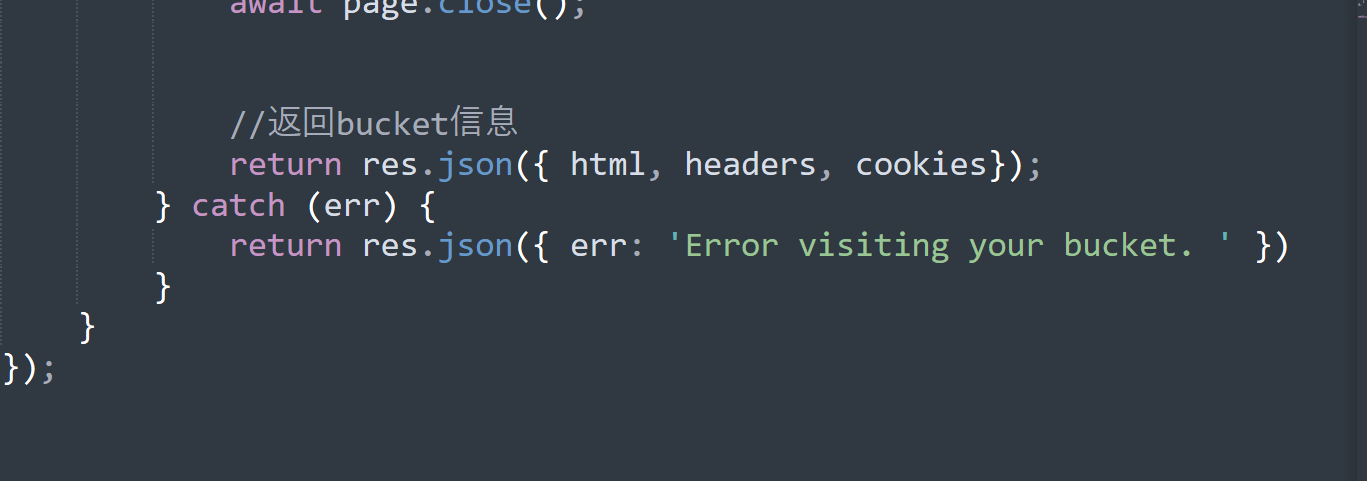 await page.close();
//返回bucket信息
return res.json({ html, headers, cookies});
} catch (err) {
return res.json({ err: 'Error visiting your bucket. ' })
}
}
});